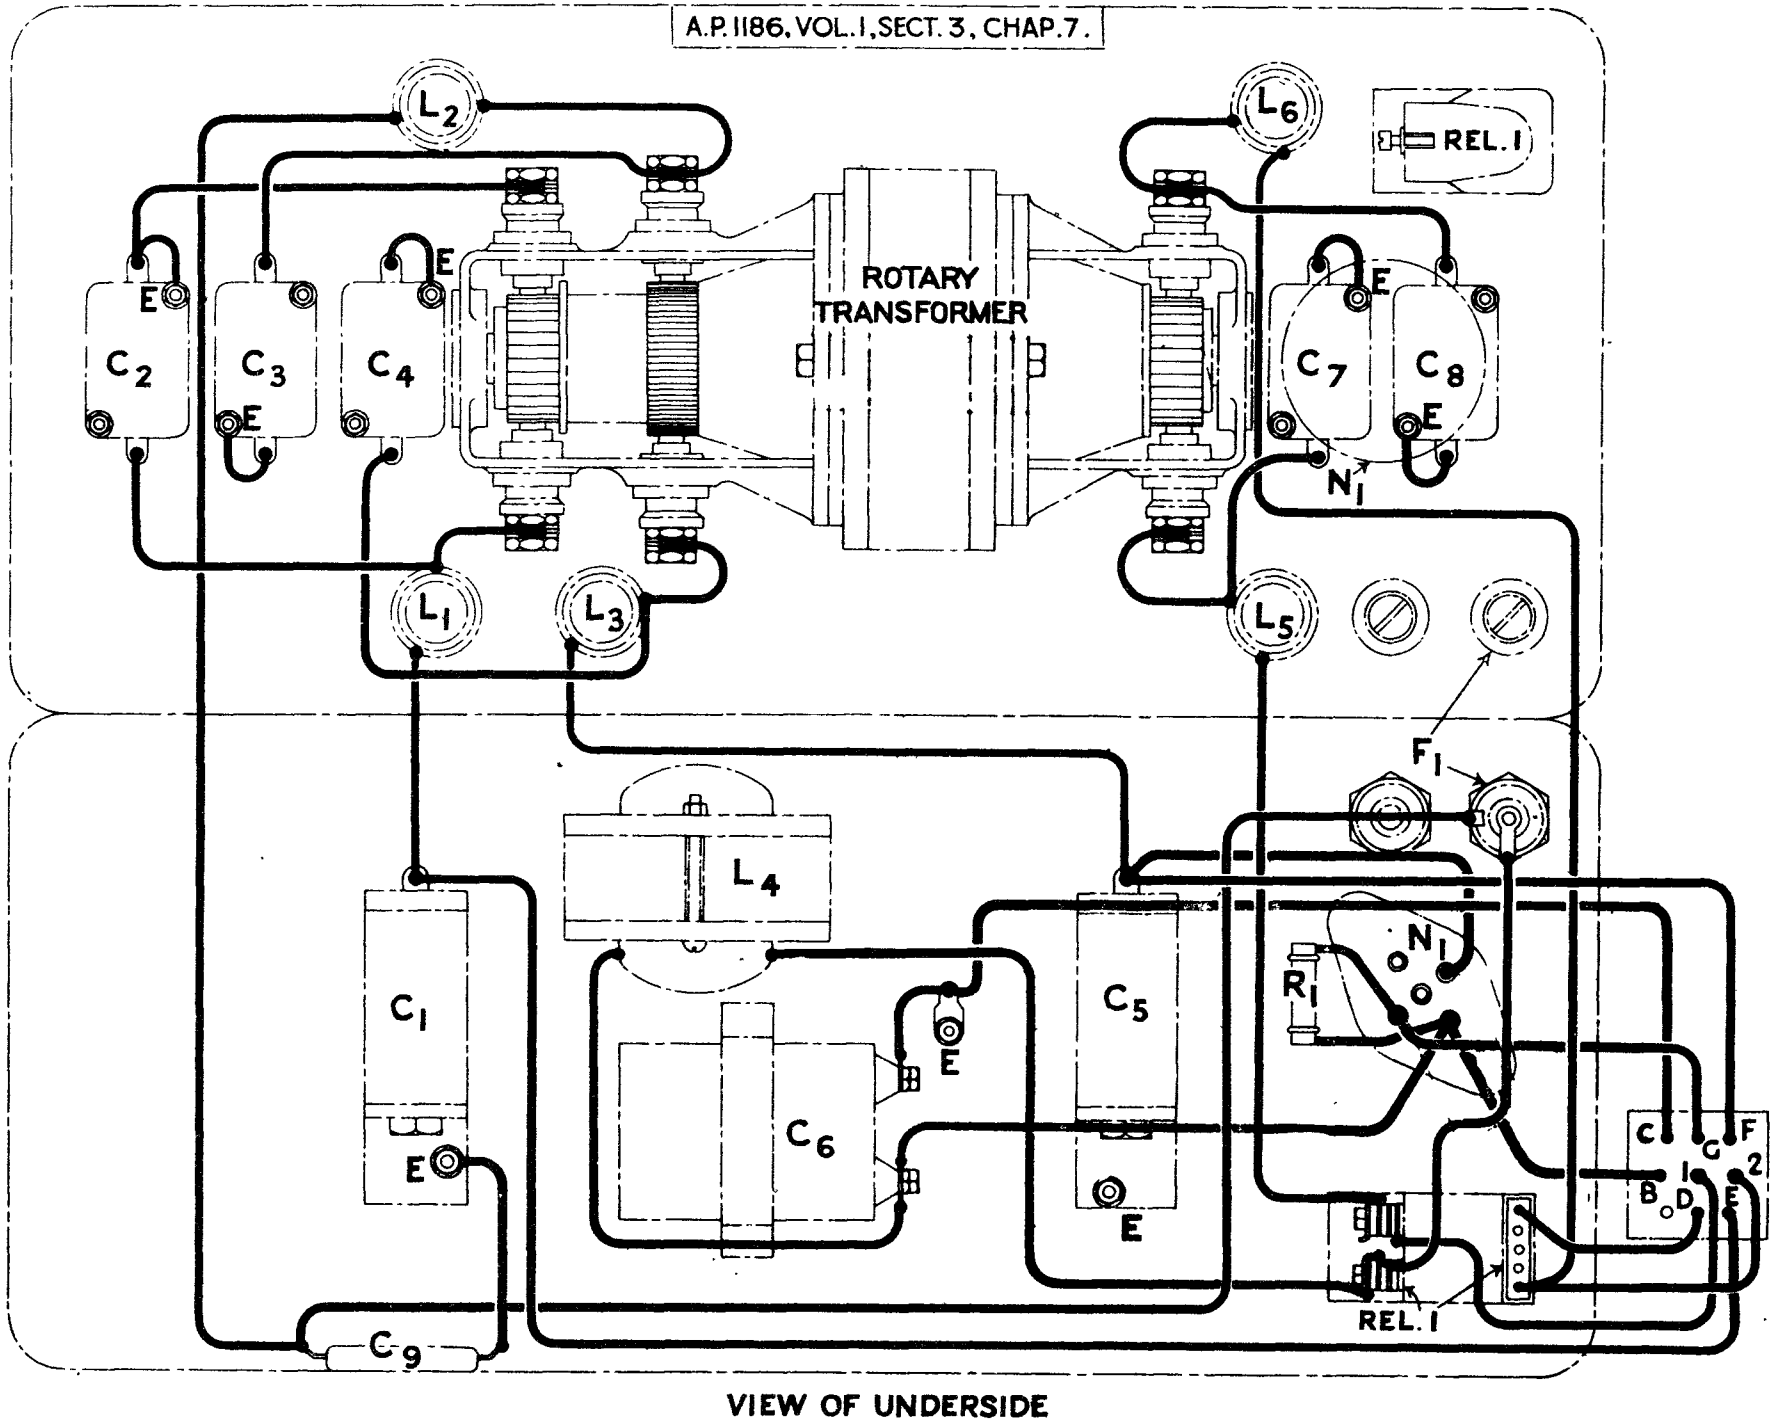 A.P.1186, VOL.1, SECT. 3, CHAP. 7.
L2
L6
REL. 1
E
ROTARY
TRANSFORMER
E
E
C2
C3
C4
C7
C8
E
E
N1
L1
L3
L5
F1
L4
N1
R1
C1
C5
E
C6
E
C
G
F
1
2
B
D
E
E
REL. 1
C9
VIEW OF UNDERSIDE